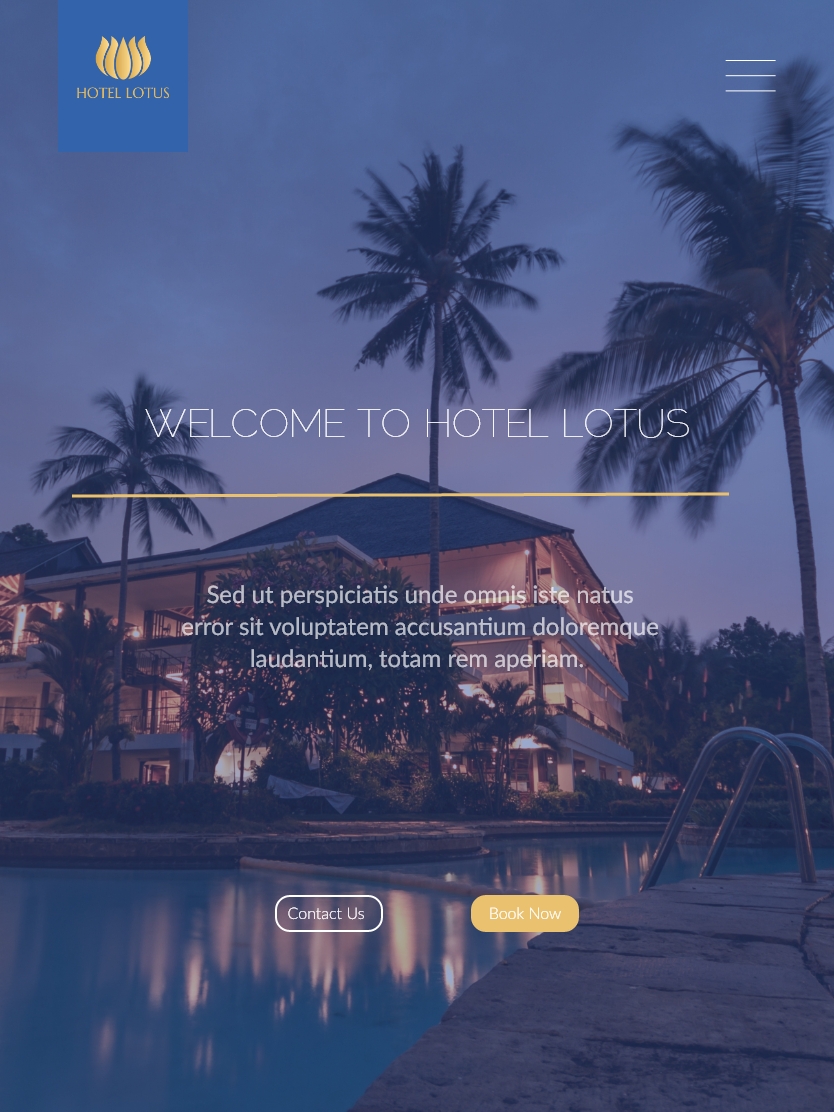 HOTEL LOTUS
WELCOME TO HOTEL LOTUS
Sed ut perspiciatis unde omnis iste natus
error sit voluptatem accusantium doloremque
laudantium, totam rem aperiam.
Contact Us
Book Now